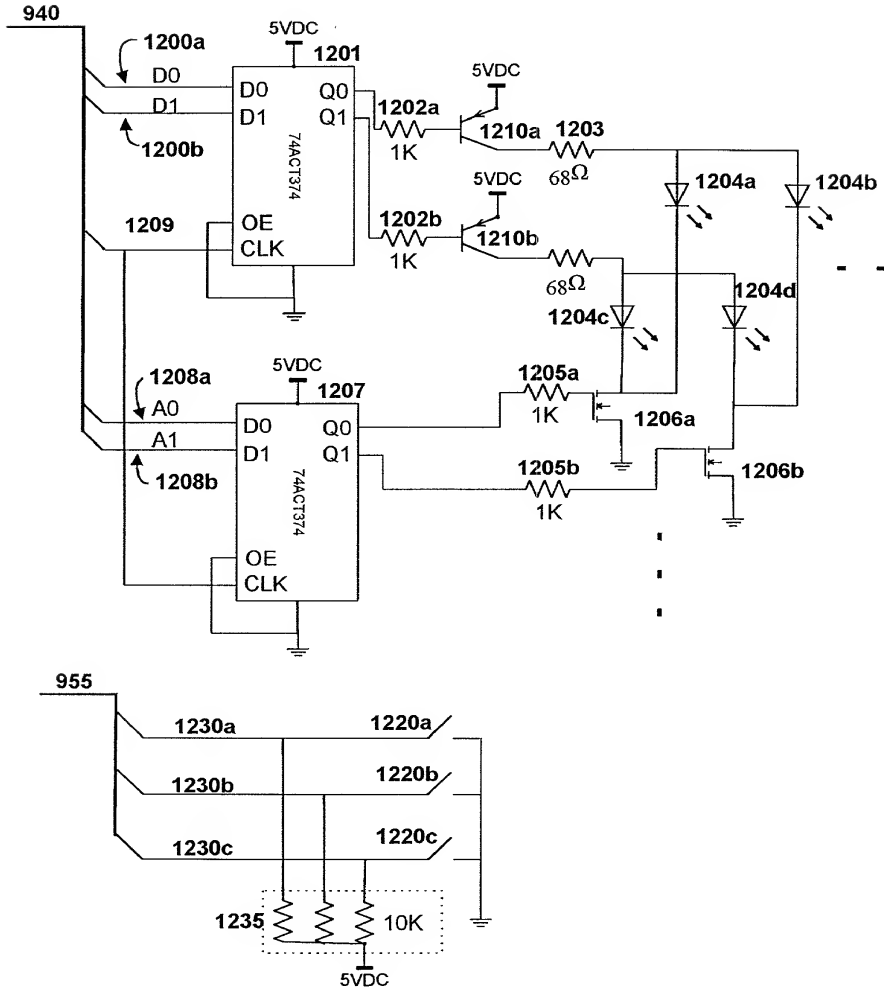 940
1200a
D0
D1
1200b
1209
5VDC
1201
D0
D1
Q0
Q1
74ACT374
OE
CLK
1202a
1K
1202b
1K
5VDC
1210a
5VDC
1210b
1203
68Ω
68Ω
1204a
1204b
1204c
1204d
1208a
A0
A1
1208b
5VDC
1207
D0
D1
Q0
Q1
74ACT374
OE
CLK
1205a
1K
1206a
1205b
1K
1206b
955
1230a
1220a
1230b
1220b
1230c
1220c
1235
10K
5VDC